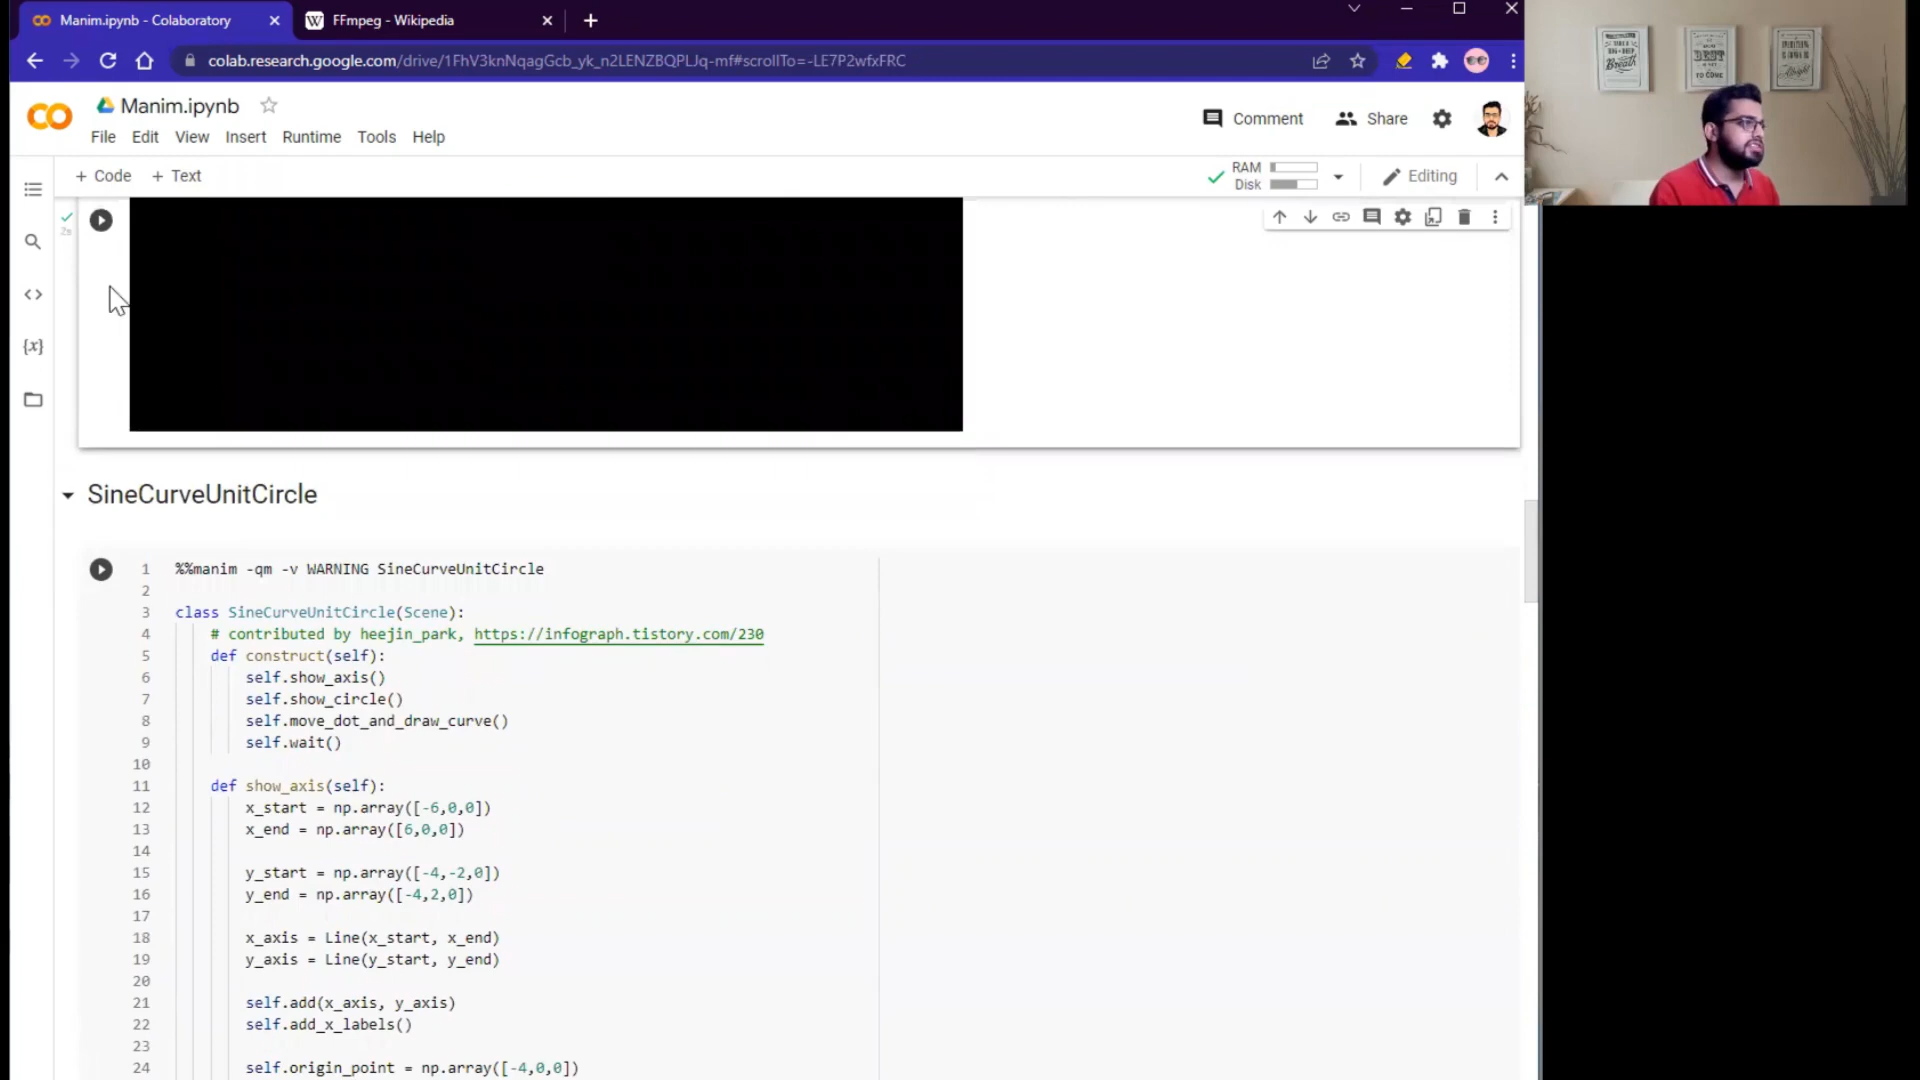 Manim.ipynb - Colaboratory
FFmpeg - Wikipedia
colab.research.google.com/drive/1FhV3knNqagGcb_yk_n2LENZBQPLJq-mf#scrollTo=-LE7P2wfxFRC
Manim.ipynb
File Edit View Insert Runtime Tools Help
Comment Share
+ Code + Text
RAM
Disk
Editing
2s
SineCurveUnitCircle
1 %%manim -qm -v WARNING SineCurveUnitCircle
2
3 class SineCurveUnitCircle(Scene):
4 # contributed by heejin_park, https://infograph.tistory.com/230
5 def construct(self):
6 self.show_axis()
7 self.show_circle()
8 self.move_dot_and_draw_curve()
9 self.wait()
10
11 def show_axis(self):
12 x_start = np.array([-6,0,0])
13 x_end = np.array([6,0,0])
14
15 y_start = np.array([-4,-2,0])
16 y_end = np.array([-4,2,0])
17
18 x_axis = Line(x_start, x_end)
19 y_axis = Line(y_start, y_end)
20
21 self.add(x_axis, y_axis)
22 self.add_x_labels()
23
24 self.origin_point = np.array([-4,0,0])
Breath
BEST
TO COME
Alright